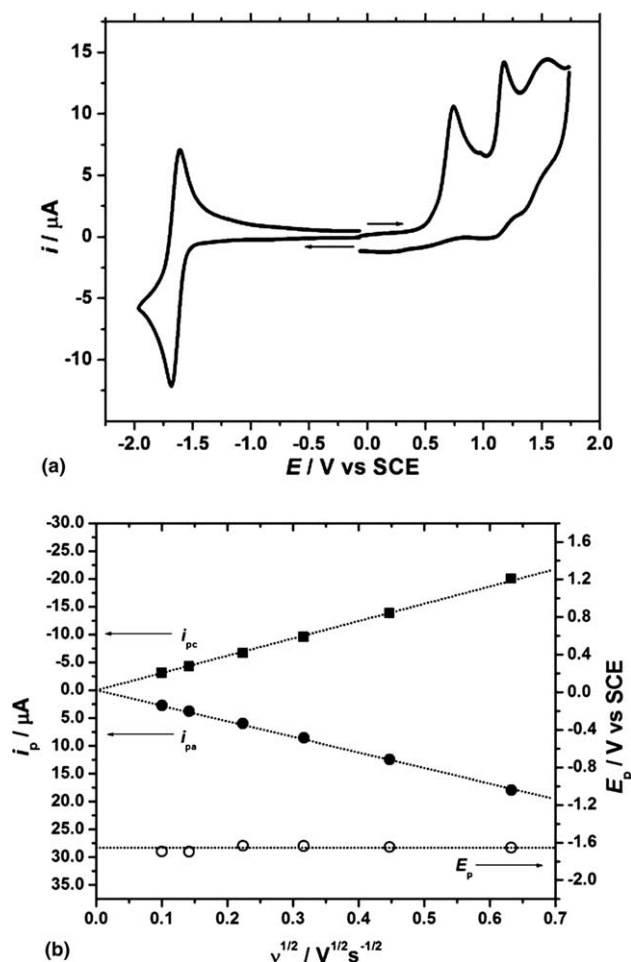 15
10
5
0
-5
-10
i / μA
-2.0 -1.5 -1.0 -0.5 0.0 0.5 1.0 1.5 2.0
(a)
E / V vs SCE
-30.0
-25.0
-20.0
-15.0
-10.0
-5.0
0.0
5.0
10.0
15.0
20.0
25.0
30.0
35.0
i_p / μA
i_pc
i_pa
E_p
1.6
1.2
0.8
0.4
0.0
-0.4
-0.8
-1.2
-1.6
-2.0
E_p / V vs SCE
0.0 0.1 0.2 0.3 0.4 0.5 0.6 0.7
(b)
ν^1/2 / V^1/2 s^-1/2